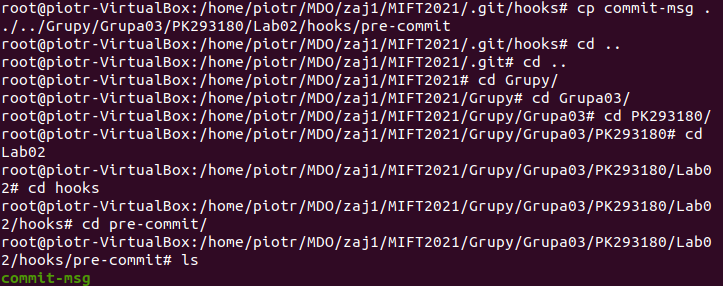 root@piotr-VirtualBox:/home/piotr/MDO/zaj1/MIFT2021/.git/hooks# cp commit-msg .
./../Grupy/Grupa03/PK293180/Lab02/hooks/pre-commit
root@piotr-VirtualBox:/home/piotr/MDO/zaj1/MIFT2021/.git/hooks# cd ..
root@piotr-VirtualBox:/home/piotr/MDO/zaj1/MIFT2021/.git# cd ..
root@piotr-VirtualBox:/home/piotr/MDO/zaj1/MIFT2021# cd Grupy/
root@piotr-VirtualBox:/home/piotr/MDO/zaj1/MIFT2021/Grupy# cd Grupa03/
root@piotr-VirtualBox:/home/piotr/MDO/zaj1/MIFT2021/Grupy/Grupa03# cd PK293180/
root@piotr-VirtualBox:/home/piotr/MDO/zaj1/MIFT2021/Grupy/Grupa03/PK293180# cd
Lab02
root@piotr-VirtualBox:/home/piotr/MDO/zaj1/MIFT2021/Grupy/Grupa03/PK293180/Lab0
2# cd hooks
root@piotr-VirtualBox:/home/piotr/MDO/zaj1/MIFT2021/Grupy/Grupa03/PK293180/Lab0
2/hooks# cd pre-commit/
root@piotr-VirtualBox:/home/piotr/MDO/zaj1/MIFT2021/Grupy/Grupa03/PK293180/Lab0
2/hooks/pre-commit# ls
commit-msg